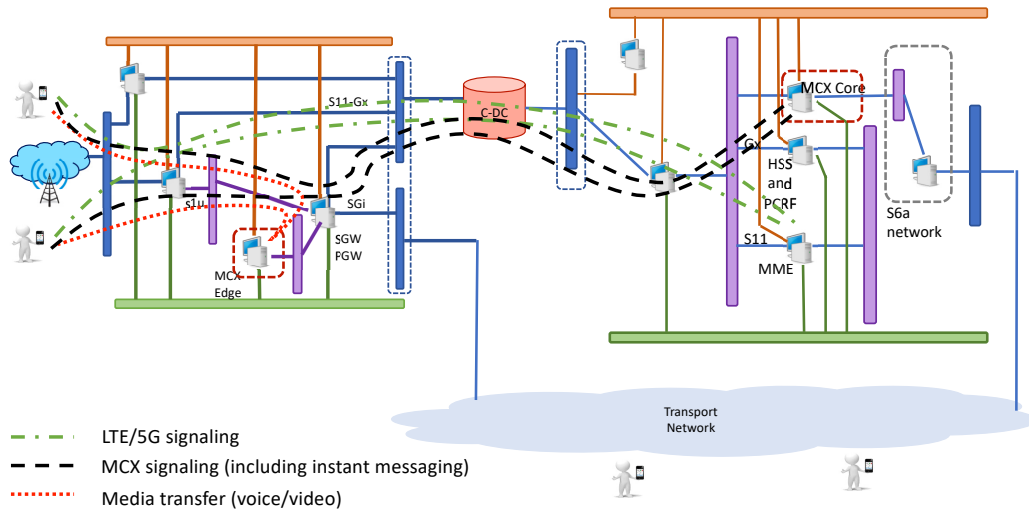 S11-Gx
C-DC
MCX Core
Gx
HSS
and
PCRF
s1u
SGi
SGW
PGW
S6a
network
S11
MME
MCX
Edge
Transport
Network
LTE/5G signaling
MCX signaling (including instant messaging)
Media transfer (voice/video)